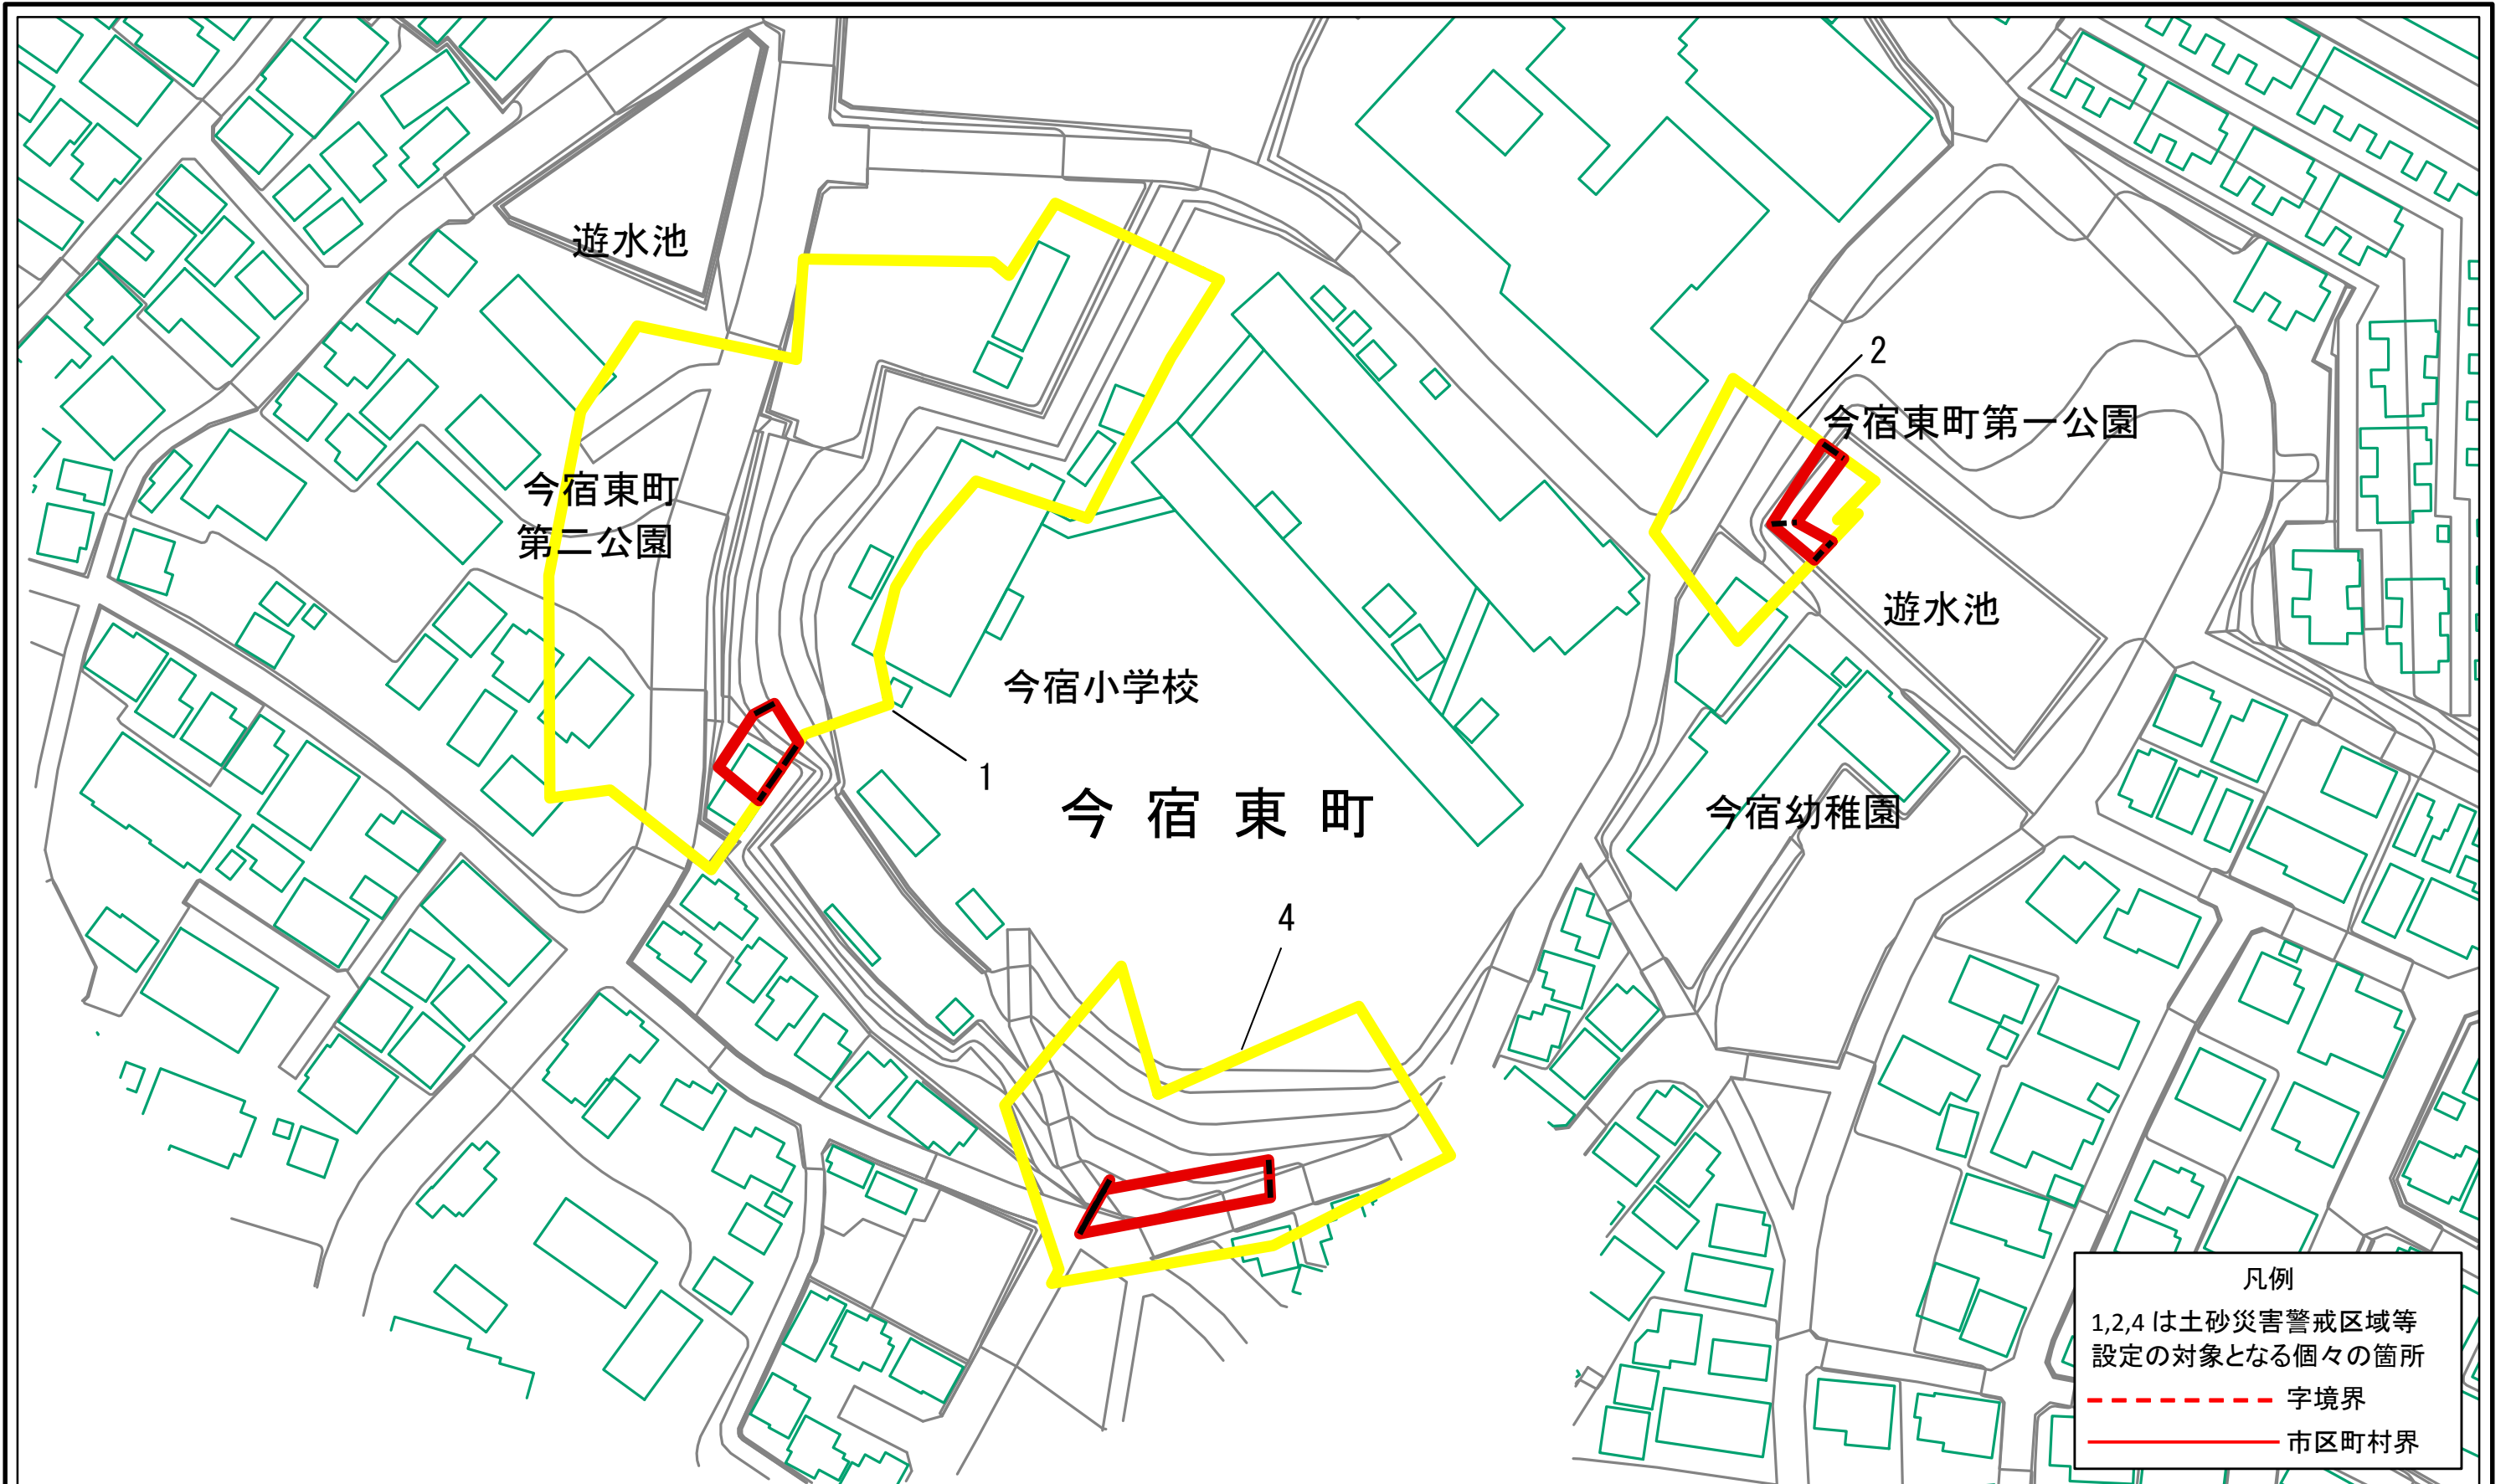 遊水池
2
今宿東町第一公園
今宿東町
第二公園
遊水池
今宿小学校
1
今宿東町
今宿幼稚園
4
凡例
1,2,4 は土砂災害警戒区域等
設定の対象となる個々の箇所
字境界
市区町村界